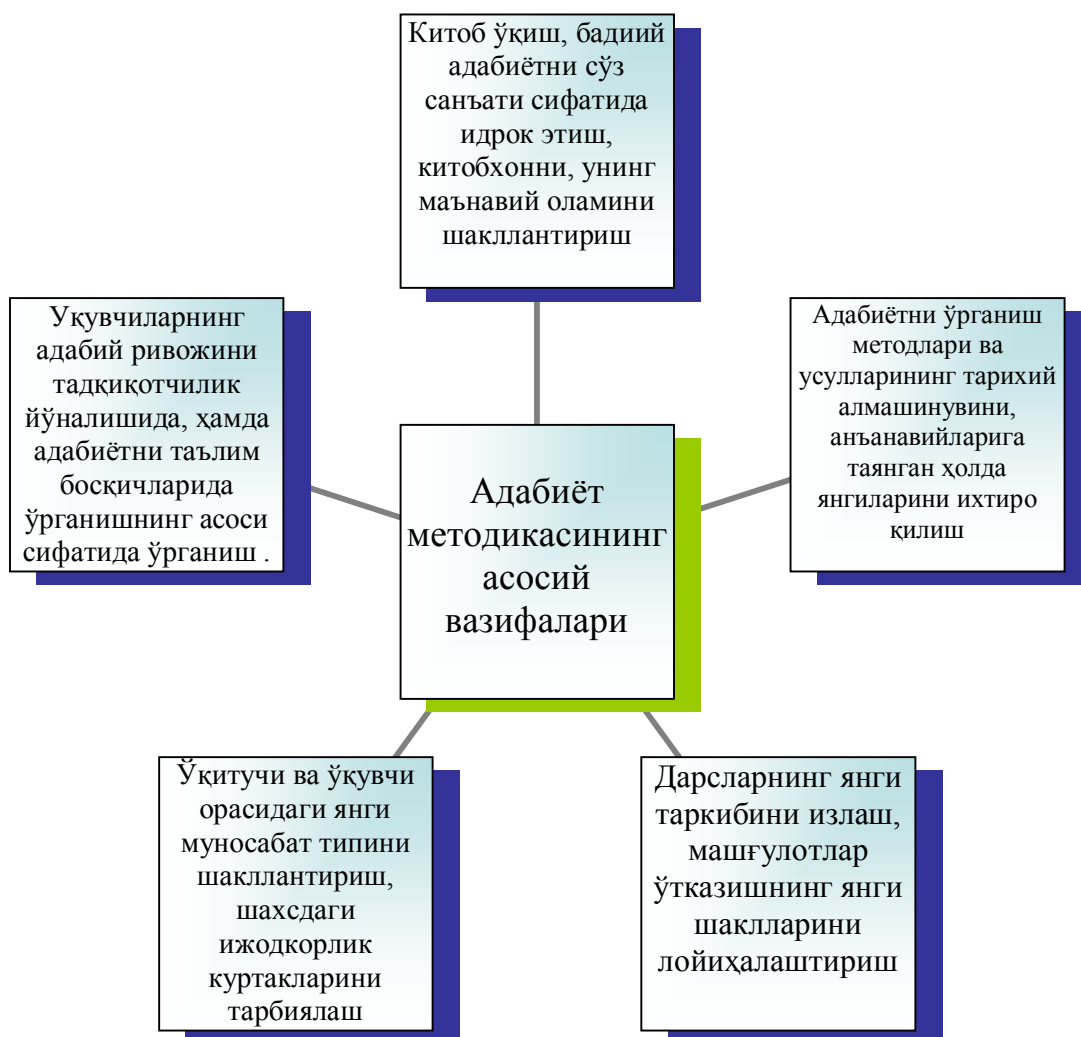 Китоб ўқиш, бадиий
адабиётни сўз
санъати сифатида
идрок этиш,
китобхонни, унинг
маънавий оламини
шакллантириш
Уқувчиларнинг
адабий ривожини
тадқиқотчилик
йўналишида, ҳамда
адабиётни таълим
босқичларида
ўрганишнинг асоси
сифатида ўрганиш .
Адабиётни ўрганиш
методлари ва
усулларининг тарихий
алмашинувини,
анъанавийларига
таянган ҳолда
янгиларини ихтиро
қилиш
Адабиёт
методикасининг
асосий
вазифалари
Ўқитучи ва ўқувчи
орасидаги янги
муносабат типини
шакллантириш,
шахсдаги
ижодкорлик
куртакларини
тарбиялаш
Дарсларнинг янги
таркибини излаш,
машғулотлар
ўтказишнинг янги
шаклларини
лойиҳалаштириш